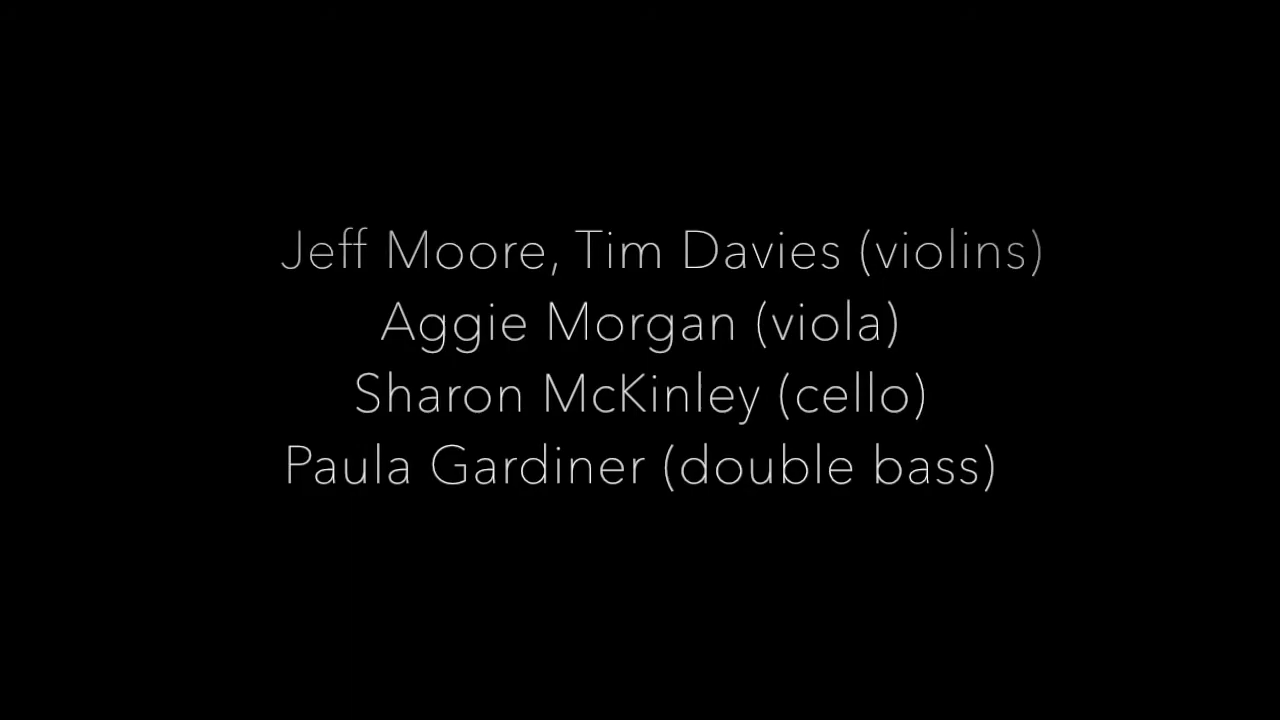 Jeff Moore, Tim Davies (violins)
Aggie Morgan (viola)
Sharon McKinley (cello)
Paula Gardiner (double bass)